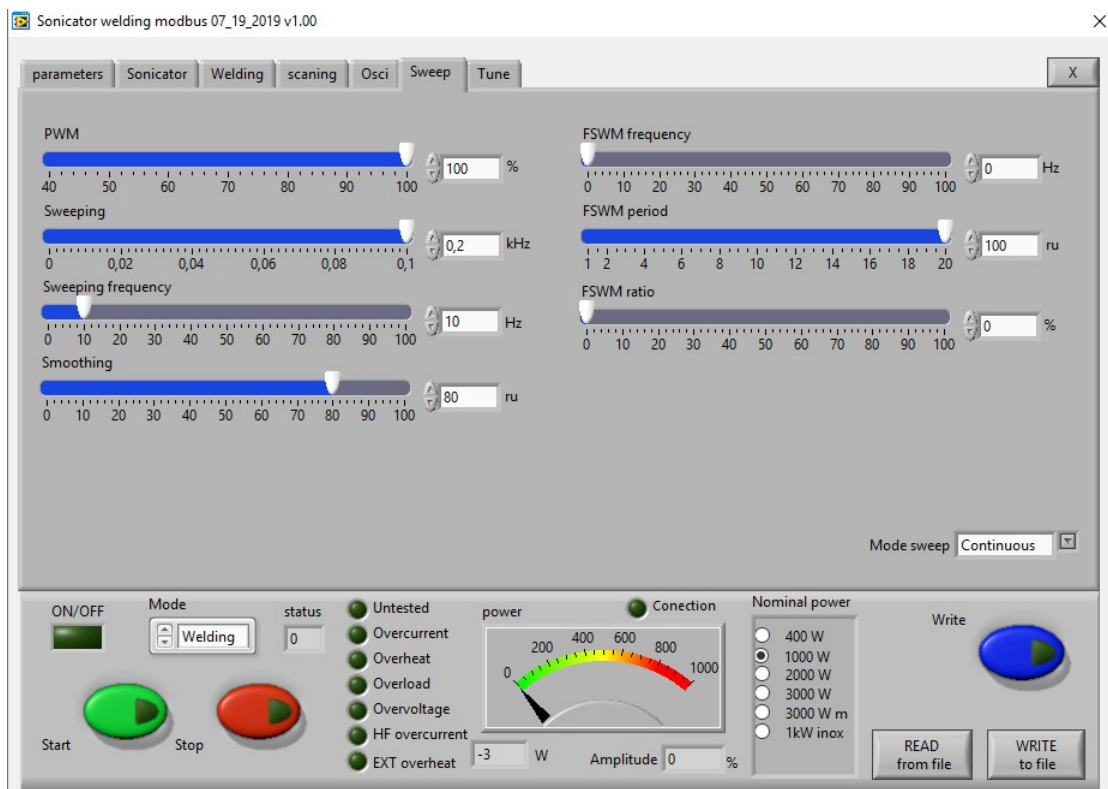 Sonicator welding modbus 07_19_2019 v1.00
parameters Sonicator Welding scaning Osci Sweep Tune X
PWM
100 %
40 50 60 70 80 90 100
Sweeping
0,2 kHz
0 0,02 0,04 0,06 0,08 0,1
Sweeping frequency
10 Hz
0 10 20 30 40 50 60 70 80 90 100
Smoothing
80 ru
0 10 20 30 40 50 60 70 80 90 100
FSWM frequency
0 Hz
0 10 20 30 40 50 60 70 80 90 100
FSWM period
100 ru
1 2 4 6 8 10 12 14 16 18 20
FSWM ratio
0 %
0 10 20 30 40 50 60 70 80 90 100
Mode sweep Continuous
ON/OFF
Mode
Welding
status
0
Start
Stop
Untested
Overcurrent
Overheat
Overload
Overvoltage
HF overcurrent
EXT overheat
power
Conection
0 200 400 600 800 1000
-3 W
Amplitude 0 %
Nominal power
400 W
1000 W
2000 W
3000 W
3000 W m
1kW inox
Write
READ
from file
WRITE
to file